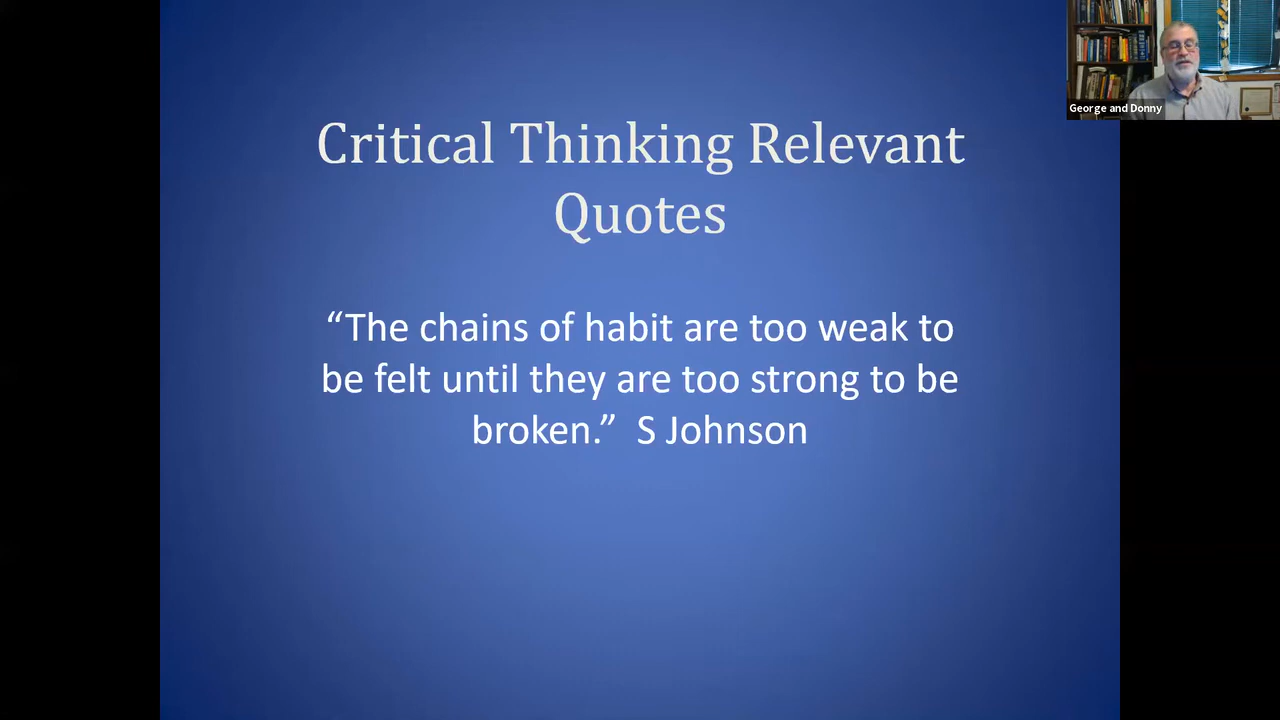 Critical Thinking Relevant
Quotes
“The chains of habit are too weak to
be felt until they are too strong to be
broken.”  S Johnson
George and Donny